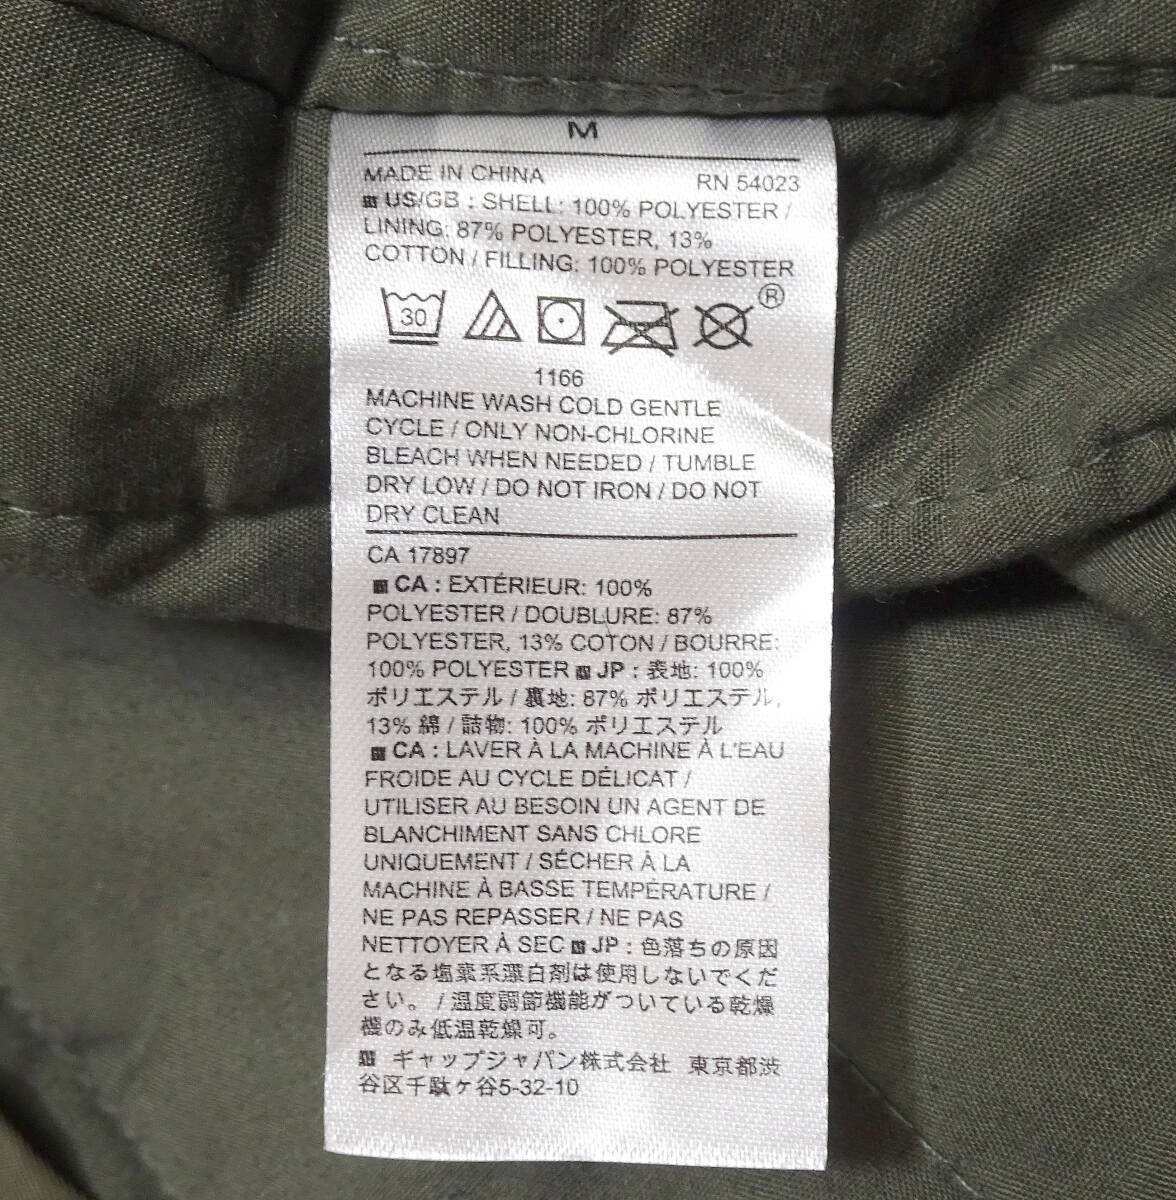 M
MADE IN CHINA RN 54023
US/GB : SHELL: 100% POLYESTER /
LINING: 87% POLYESTER, 13%
COTTON / FILLING: 100% POLYESTER
30 ®
1166
MACHINE WASH COLD GENTLE
CYCLE / ONLY NON-CHLORINE
BLEACH WHEN NEEDED / TUMBLE
DRY LOW / DO NOT IRON / DO NOT
DRY CLEAN
CA 17897
CA : EXTÉRIEUR: 100%
POLYESTER / DOUBLURE: 87%
POLYESTER, 13% COTON / BOURRE:
100% POLYESTER JP : 表地: 100%
ポリエステル / 裏地: 87% ポリエステル,
13% 綿 / 詰物: 100% ポリエステル
CA : LAVER À LA MACHINE À L'EAU
FROIDE AU CYCLE DÉLICAT /
UTILISER AU BESOIN UN AGENT DE
BLANCHIMENT SANS CHLORE
UNIQUEMENT / SÉCHER À LA
MACHINE À BASSE TEMPÉRATURE /
NE PAS REPASSER / NE PAS
NETTOYER À SEC JP : 色落ちの原因
となる塩素系漂白剤は使用しないでくだ
さい。 / 温度調節機能がついている乾燥
機のみ低温乾燥可。
ギャップジャパン株式会社 東京都渋
谷区千駄ヶ谷5-32-10